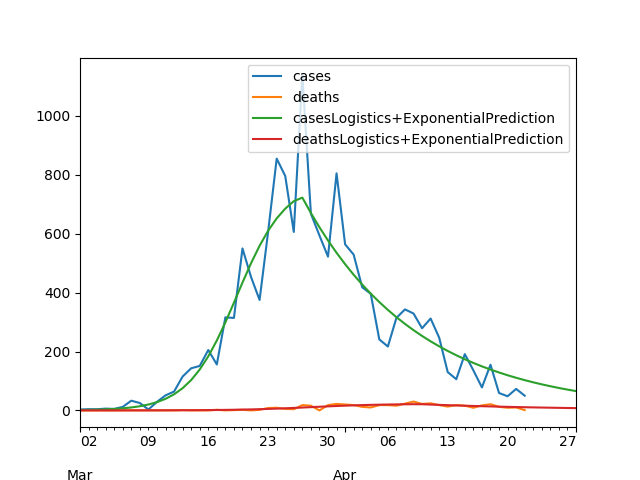 cases
deaths
casesLogistics+ExponentialPrediction
deathsLogistics+ExponentialPrediction
1000
800
600
400
200
0
02 09 16 23 30 06 13 20 27
Mar Apr